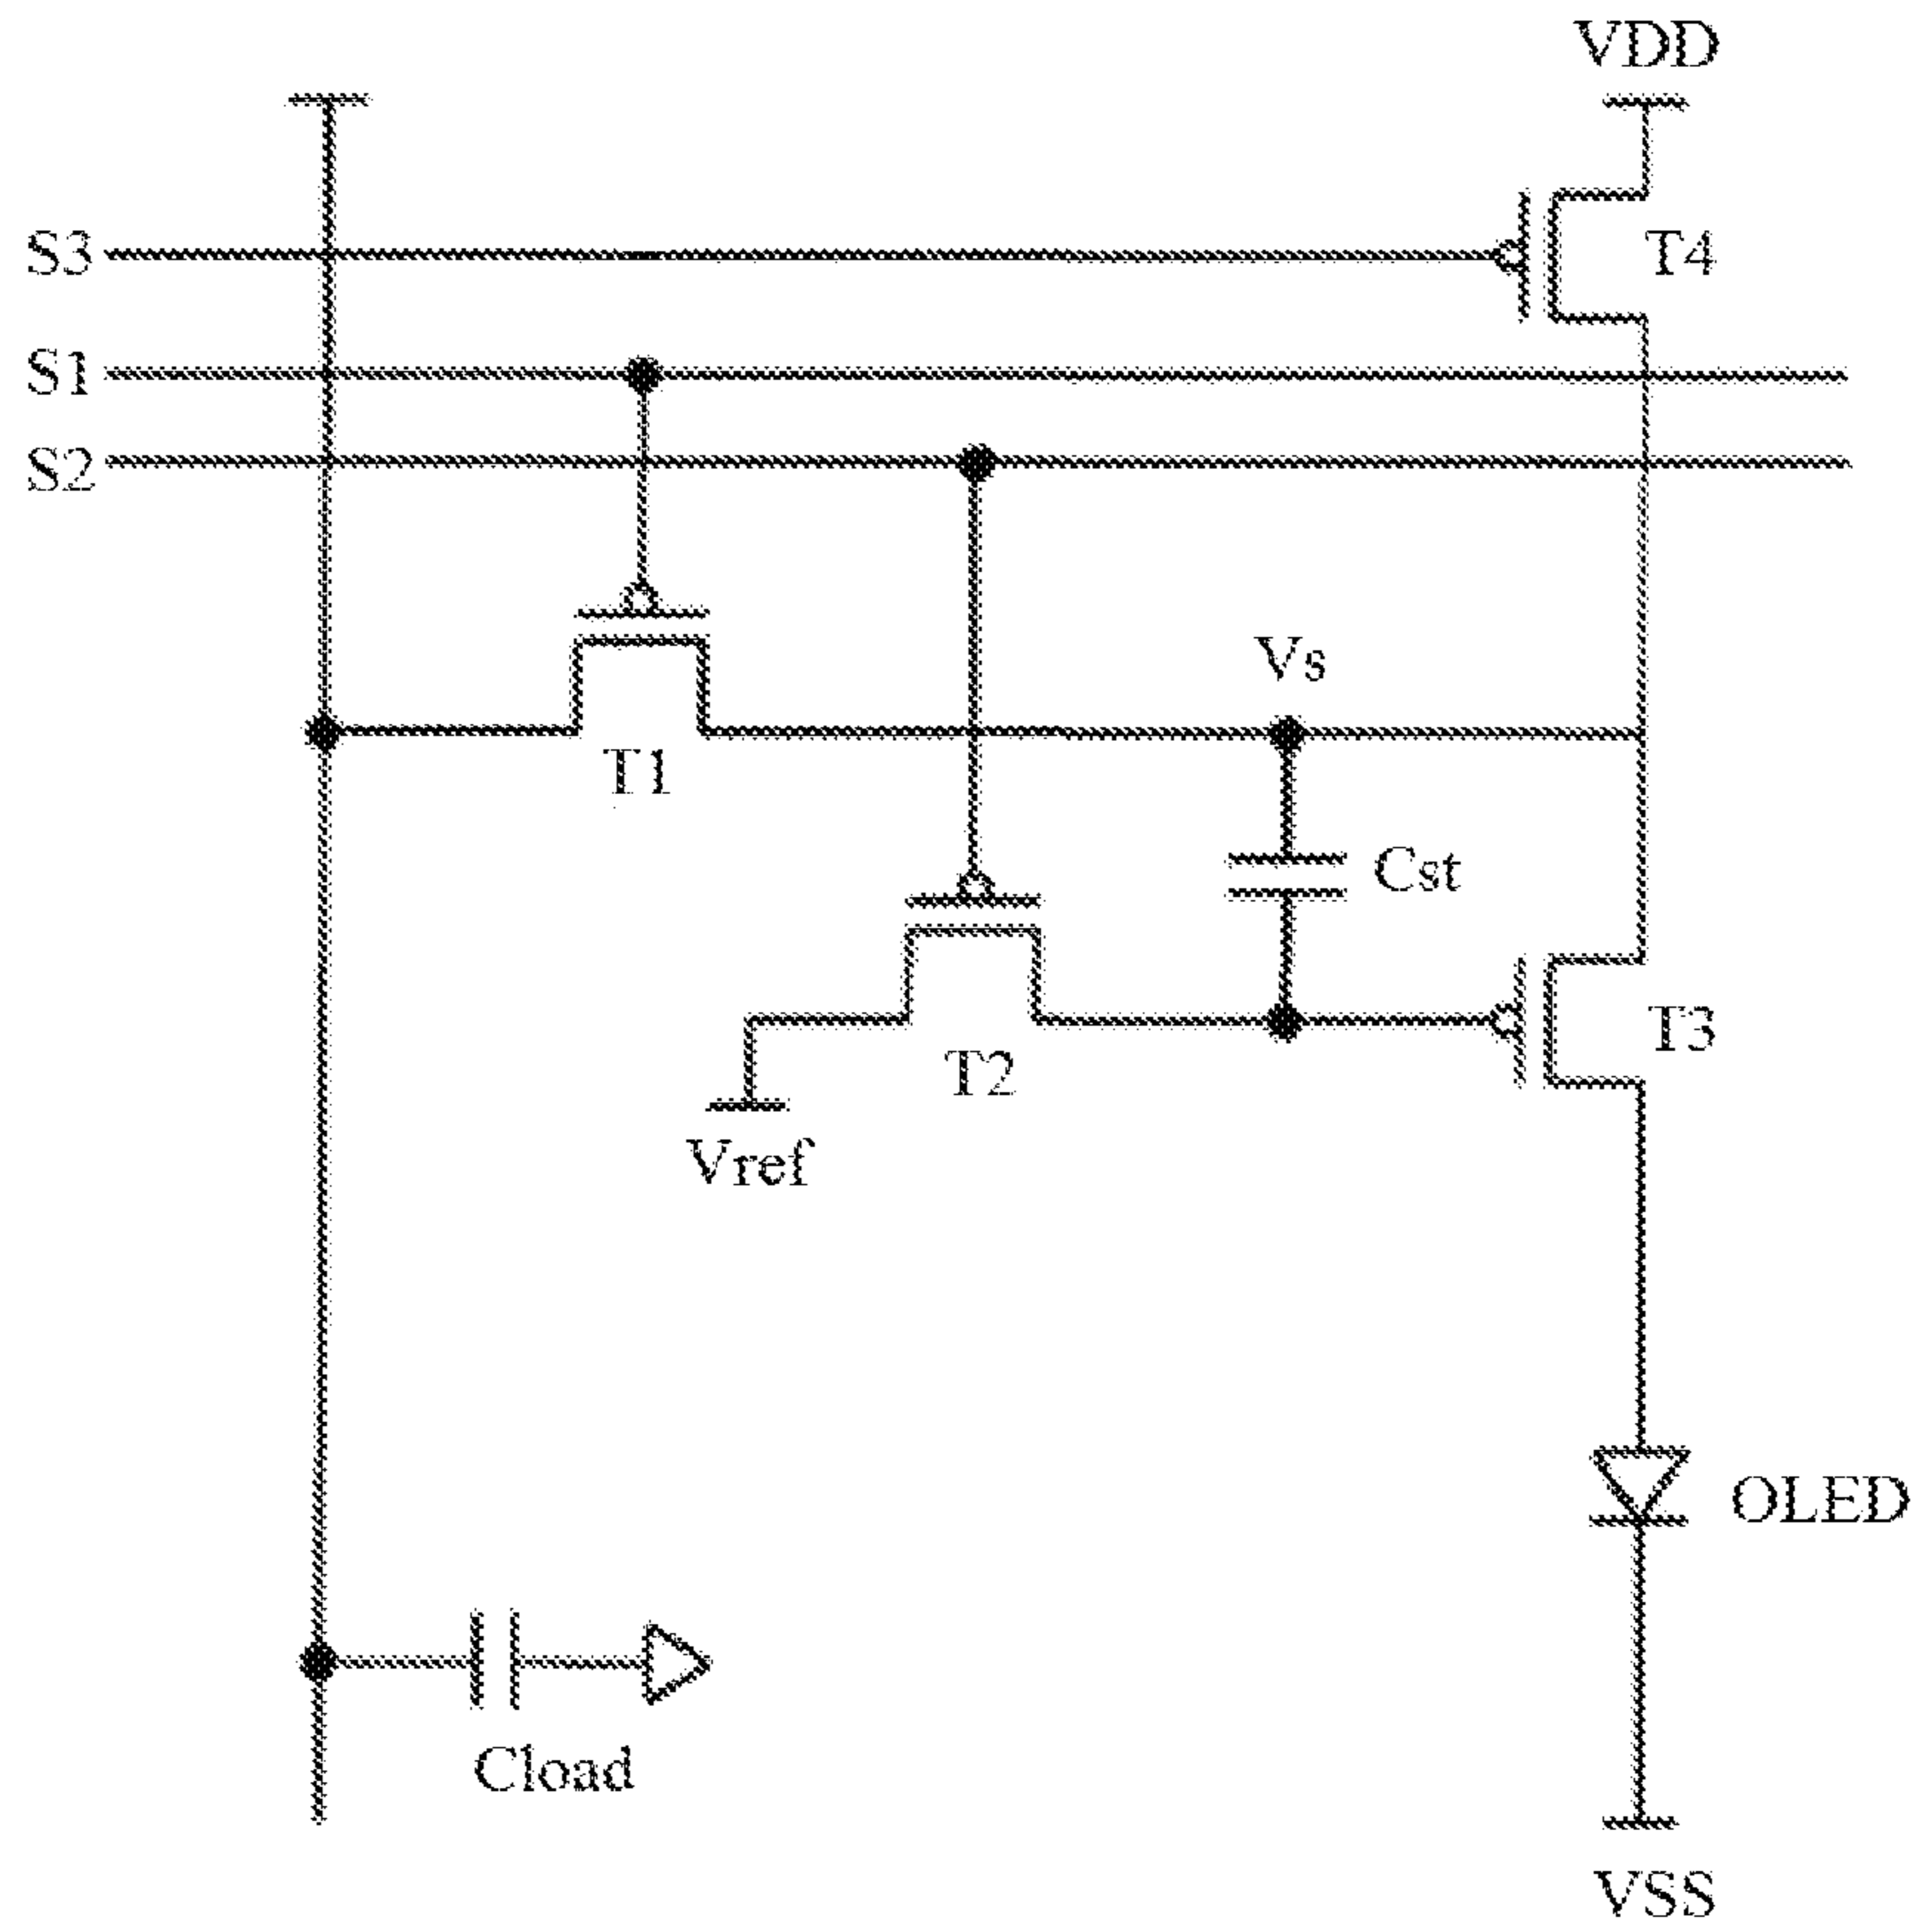 VDD
S3
T4
S1
S2
Vs
T1
Cst
T3
T2
Vref
OLED
Cload
VSS